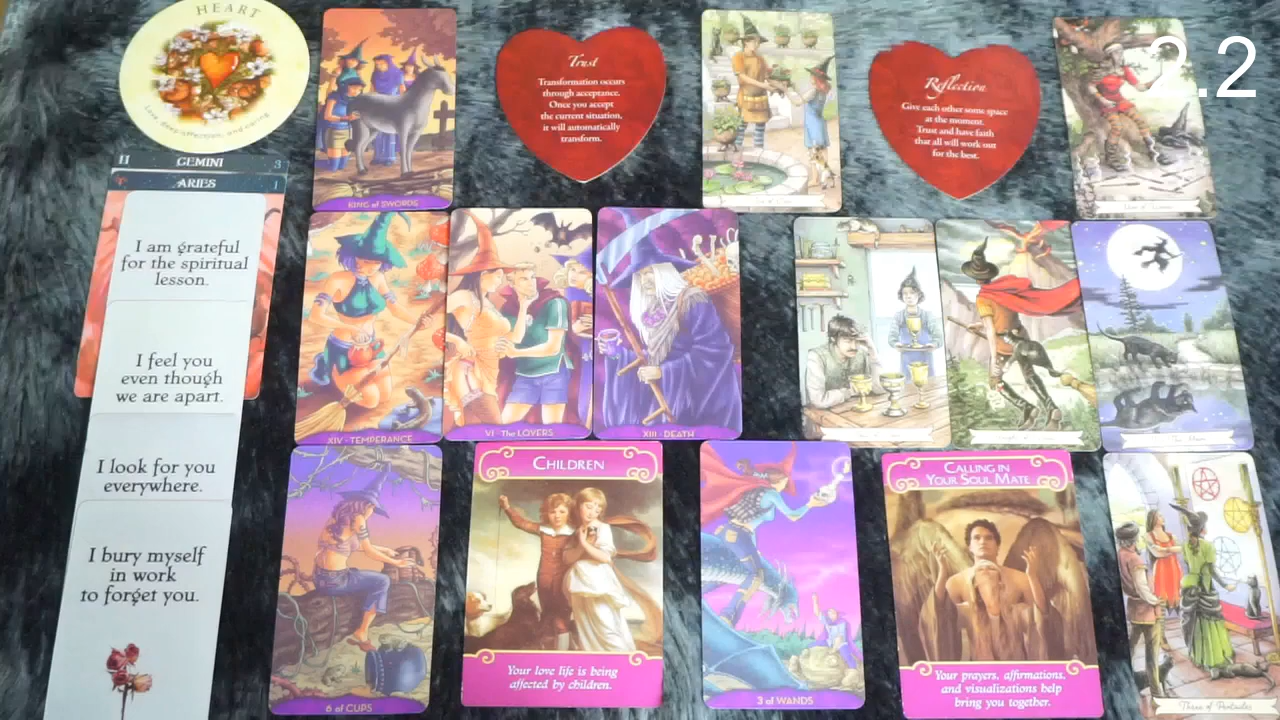 HEART
Love, deep affection, and caring
11 GEMINI 3
ARIES 1
I am grateful
for the spiritual
lesson.
I feel you
even though
we are apart.
I look for you
everywhere.
I bury myself
in work
to forget you.
KING of SWORDS
Trust
Transformation occurs
through acceptance.
Once you accept
the current situation,
it will automatically
transform.
Reflection
Give each other some space
at the moment.
Trust and have faith
that all will work out
for the best.
2.2
XIV · TEMPERANCE
VI · The LOVERS
XIII · DEATH
The Moon
6 of CUPS
CHILDREN
Your love life is being
affected by children.
3 of WANDS
CALLING IN
YOUR SOUL MATE
Your prayers, affirmations,
and visualizations help
bring you together.
Three of Pentacles